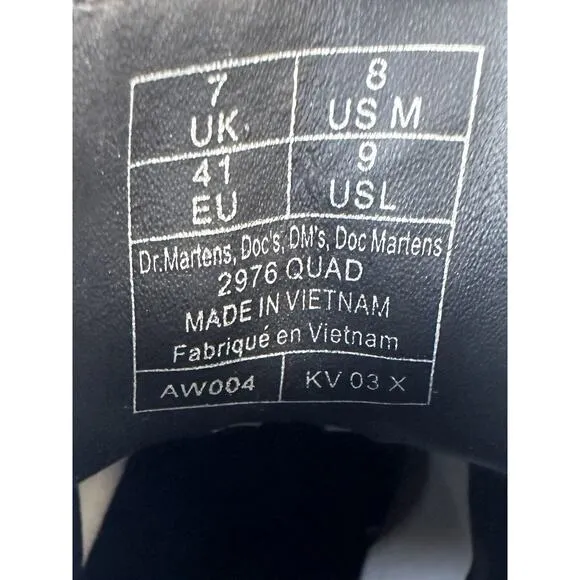 7 8
UK US M
41 9
EU USL
Dr.Martens, Doc's, DM's, Doc Martens
2976 QUAD
MADE IN VIETNAM
Fabriqué en Vietnam
AW004 KV 03 X